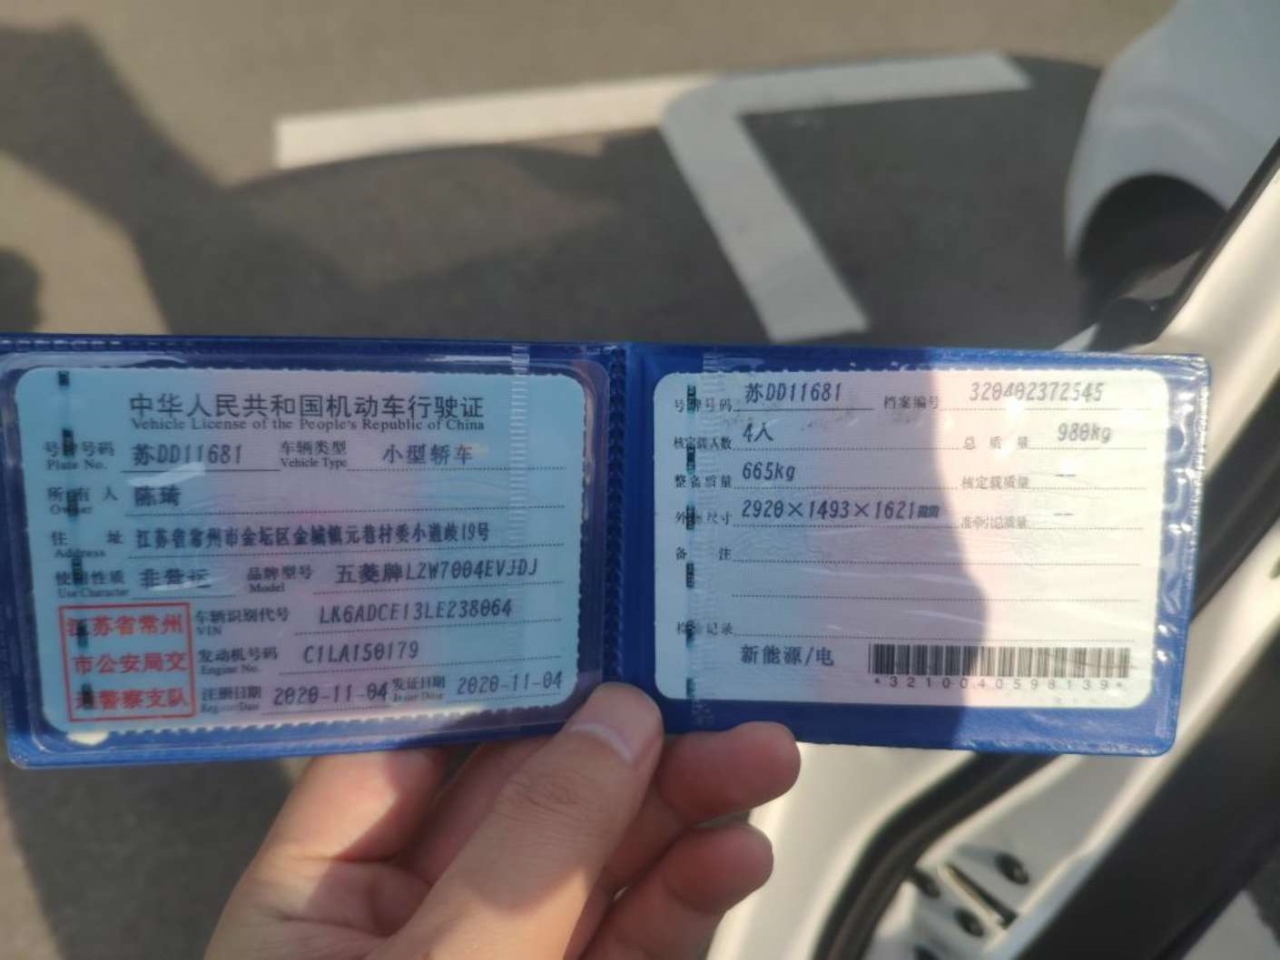 中华人民共和国机动车行驶证
Vehicle License of the People's Republic of China
号牌号码 苏DD11681 车辆类型 小型轿车
Plate No. Vehicle Type
所有人 陈琦
Owner
住 址 江苏省常州市金坛区金城镇元巷村委小道歧19号
Address
使用性质 非营运 品牌型号 五菱牌LZW7004EVJDJ
Use Character Model
江苏省常州
市公安局交
通警察支队
车辆识别代号 LK6ADCE13LE238064
VIN
发动机号码 C1LA150179
Engine No.
注册日期 2020-11-04 发证日期 2020-11-04
Register Date Issue Date
号牌号码 苏DD11681 档案编号 320402372545
核定载人数 4人 总质量 980kg
整备质量 665kg 核定载质量 --
外廓尺寸 2920×1493×1621mm 准牵引总质量 --
备 注
检验记录
新能源/电
*3210040598139*